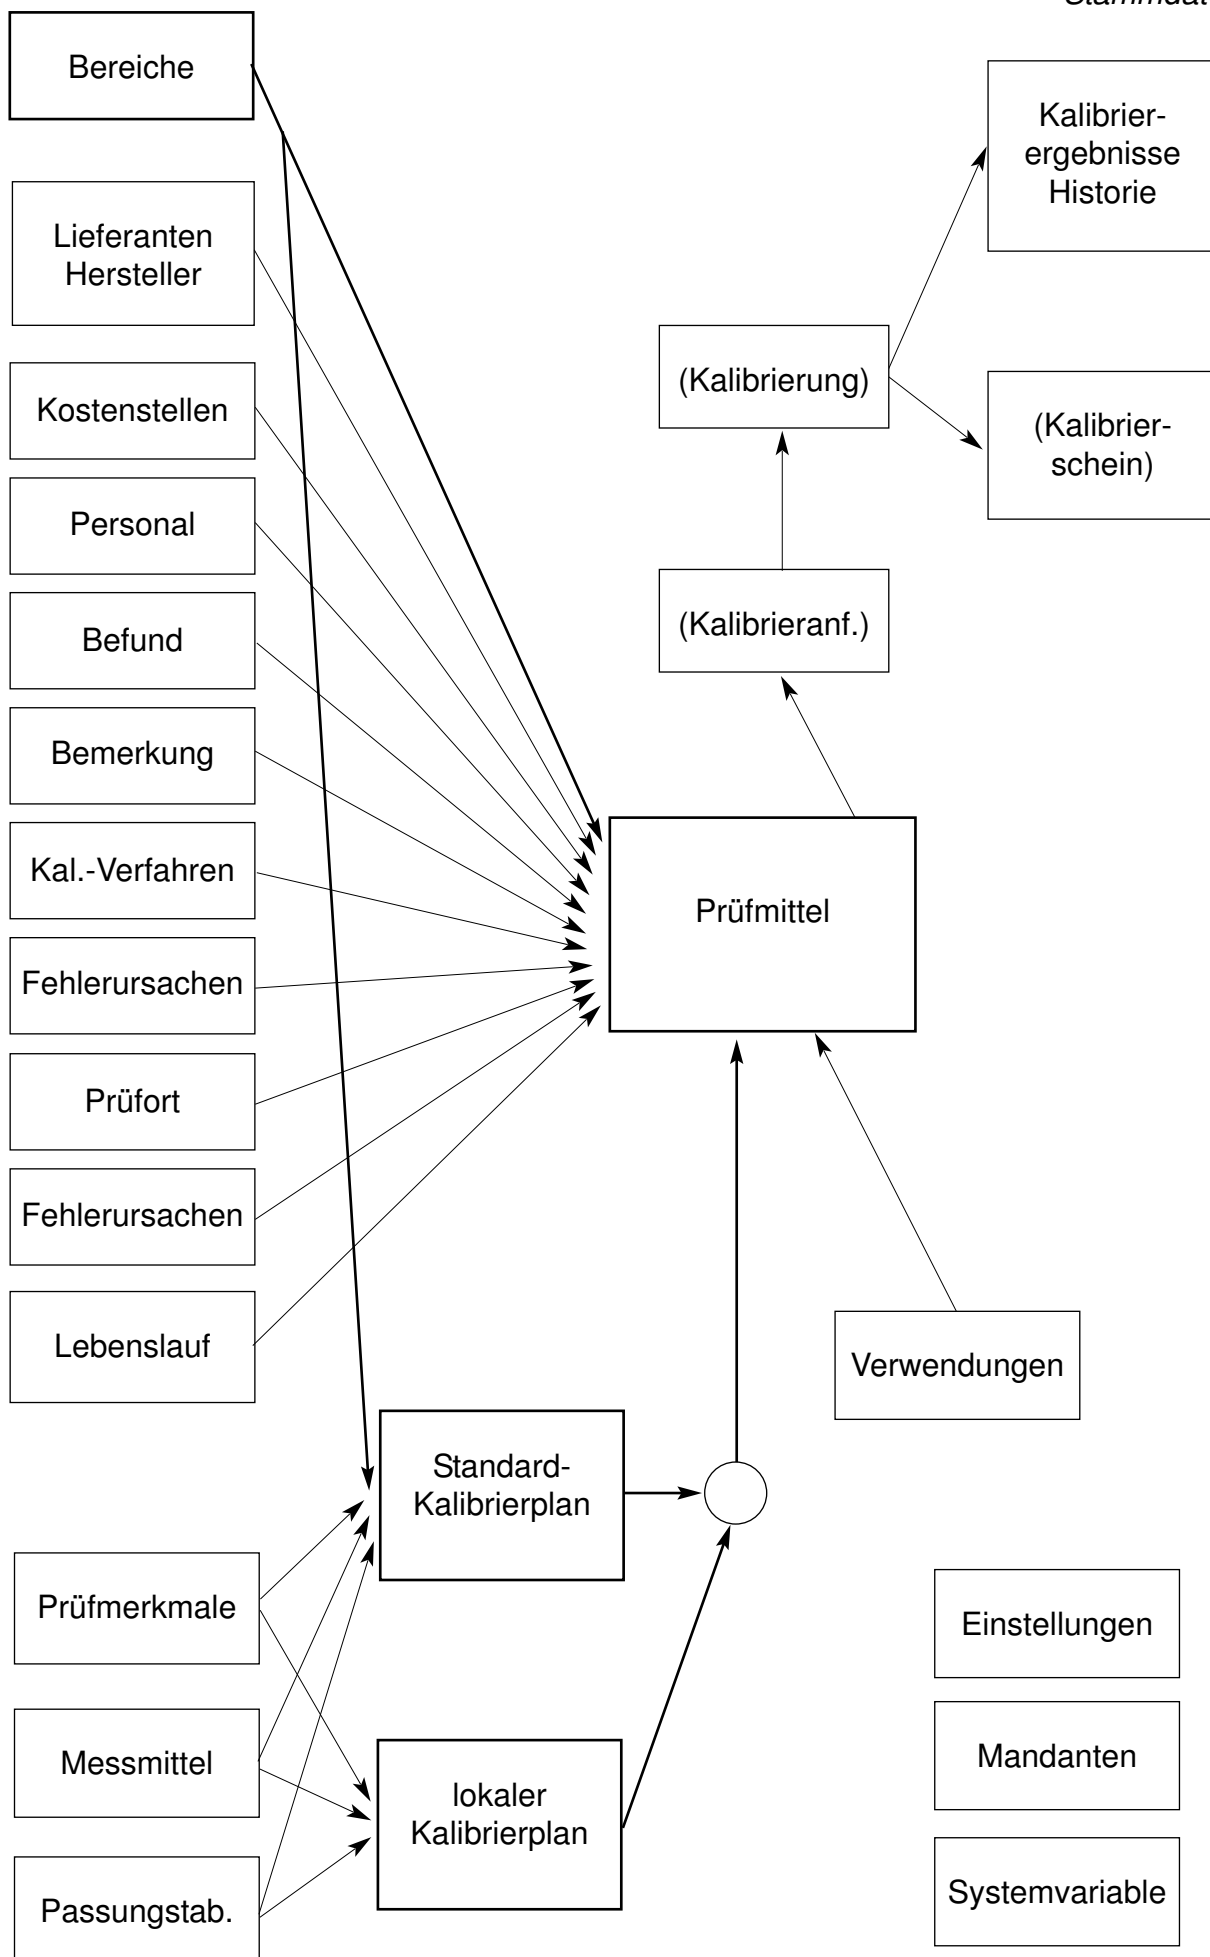 Stammdat
Bereiche
Kalibrier-
ergebnisse
Historie
Lieferanten
Hersteller
(Kalibrierung)
Kostenstellen
(Kalibrier-
schein)
Personal
(Kalibrieranf.)
Befund
Bemerkung
Kal.-Verfahren
Prüfmittel
Fehlerursachen
Prüfort
Fehlerursachen
Lebenslauf
Verwendungen
Standard-
Kalibrierplan
Prüfmerkmale
Einstellungen
Messmittel
Mandanten
lokaler
Kalibrierplan
Passungstab.
Systemvariable